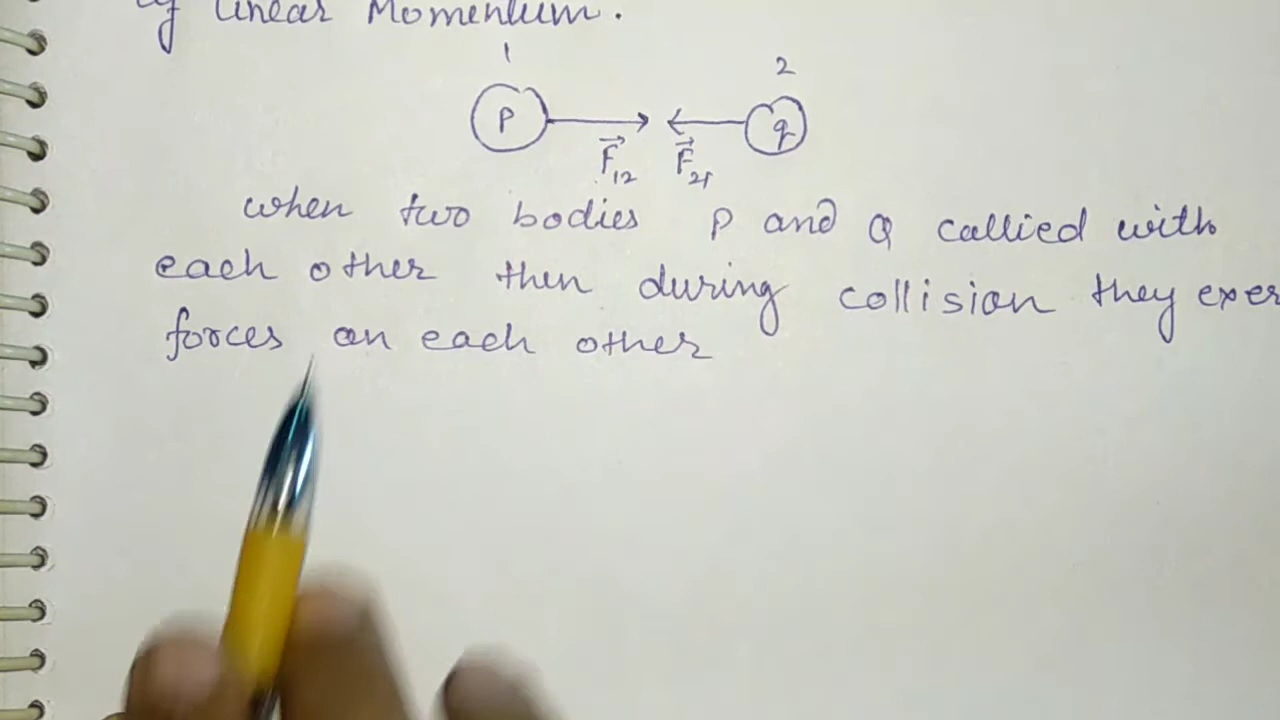 of linear Momentum.
1 2
P q
F₁₂ F₂₁
when two bodies P and Q callied with
each other then during collision they exer
forces on each other